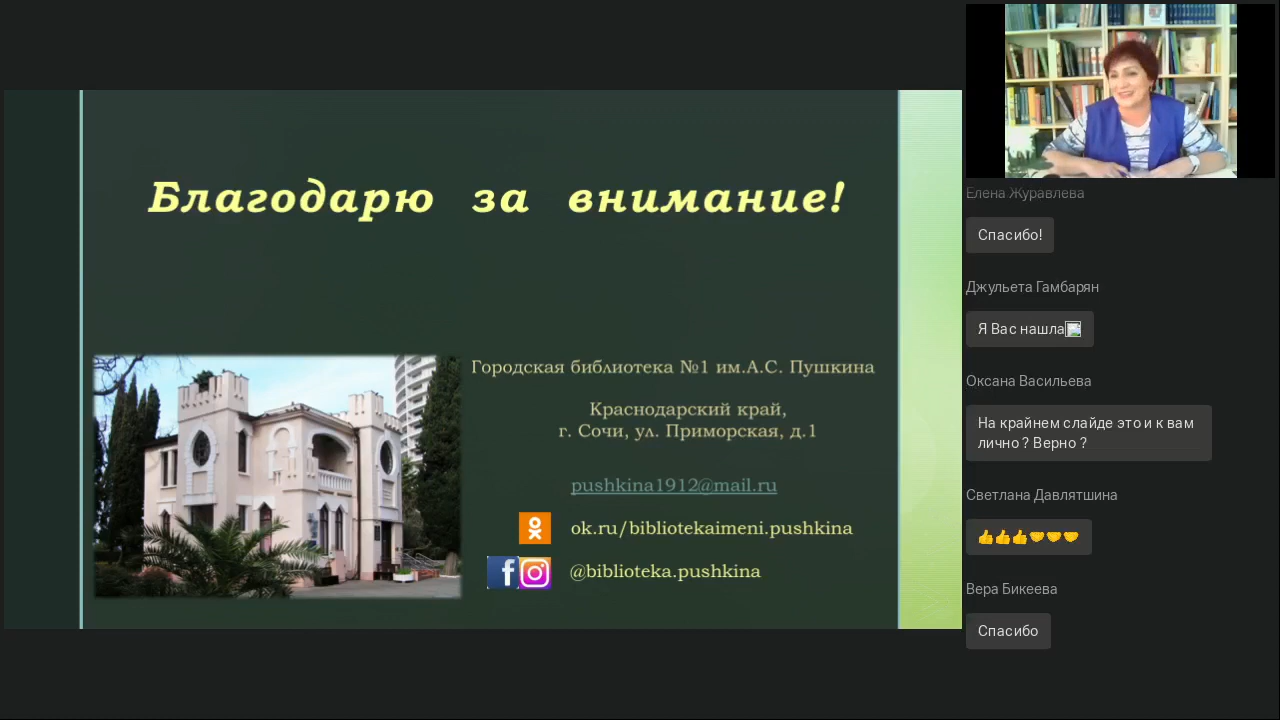 Благодарю за внимание!
Городская библиотека №1 им.А.С. Пушкина
Краснодарский край,
г. Сочи, ул. Приморская, д.1
pushkina1912@mail.ru
ok.ru/bibliotekaimeni.pushkina
@biblioteka.pushkina
Елена Журавлева
Спасибо!
Джульета Гамбарян
Я Вас нашла
Оксана Васильева
На крайнем слайде это и к вам
лично ? Верно ?
Светлана Давлятшина
👍👍👍🤝🤝🤝
Вера Бикеева
Спасибо